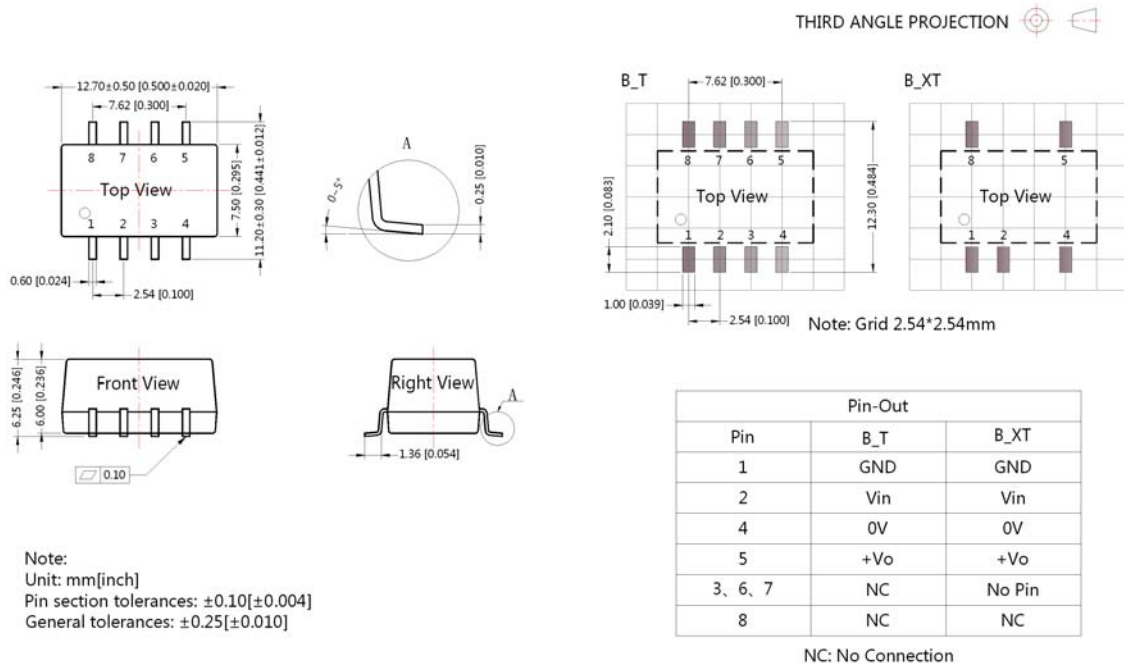 THIRD ANGLE PROJECTION
12.70±0.50 [0.500±0.020]
7.62 [0.300]
8 7 6 5
Top View
1 2 3 4
7.50 [0.295]
11.20±0.30 [0.441±0.012]
0.60 [0.024]
2.54 [0.100]
A
0~5°
0.25 [0.010]
B_T
7.62 [0.300]
8 7 6 5
Top View
1 2 3 4
2.10 [0.083]
12.30 [0.484]
1.00 [0.039]
2.54 [0.100]
B_XT
8 5
Top View
1 2 4
Note: Grid 2.54*2.54mm
Front View
6.25 [0.246]
6.00 [0.236]
0.10
Right View
A
1.36 [0.054]
Pin-Out
Pin B_T B_XT
1 GND GND
2 Vin Vin
4 0V 0V
5 +Vo +Vo
3、6、7 NC No Pin
8 NC NC
NC: No Connection
Note:
Unit: mm[inch]
Pin section tolerances: ±0.10[±0.004]
General tolerances: ±0.25[±0.010]